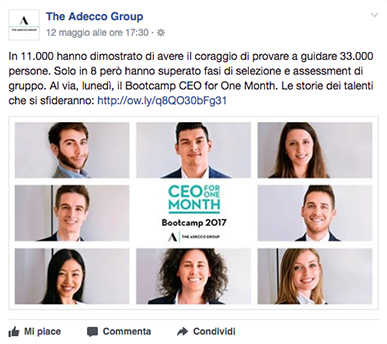 The Adecco Group
12 maggio alle ore 17:30 ·
In 11.000 hanno dimostrato di avere il coraggio di provare a guidare 33.000
persone. Solo in 8 però hanno superato fasi di selezione e assessment di
gruppo. Al via, lunedì, il Bootcamp CEO for One Month. Le storie dei talenti
che si sfideranno: http://ow.ly/q8QO30bFg31
CEO FOR ONE
MONTH
Bootcamp 2017
THE ADECCO GROUP
Mi piace Commenta Condividi